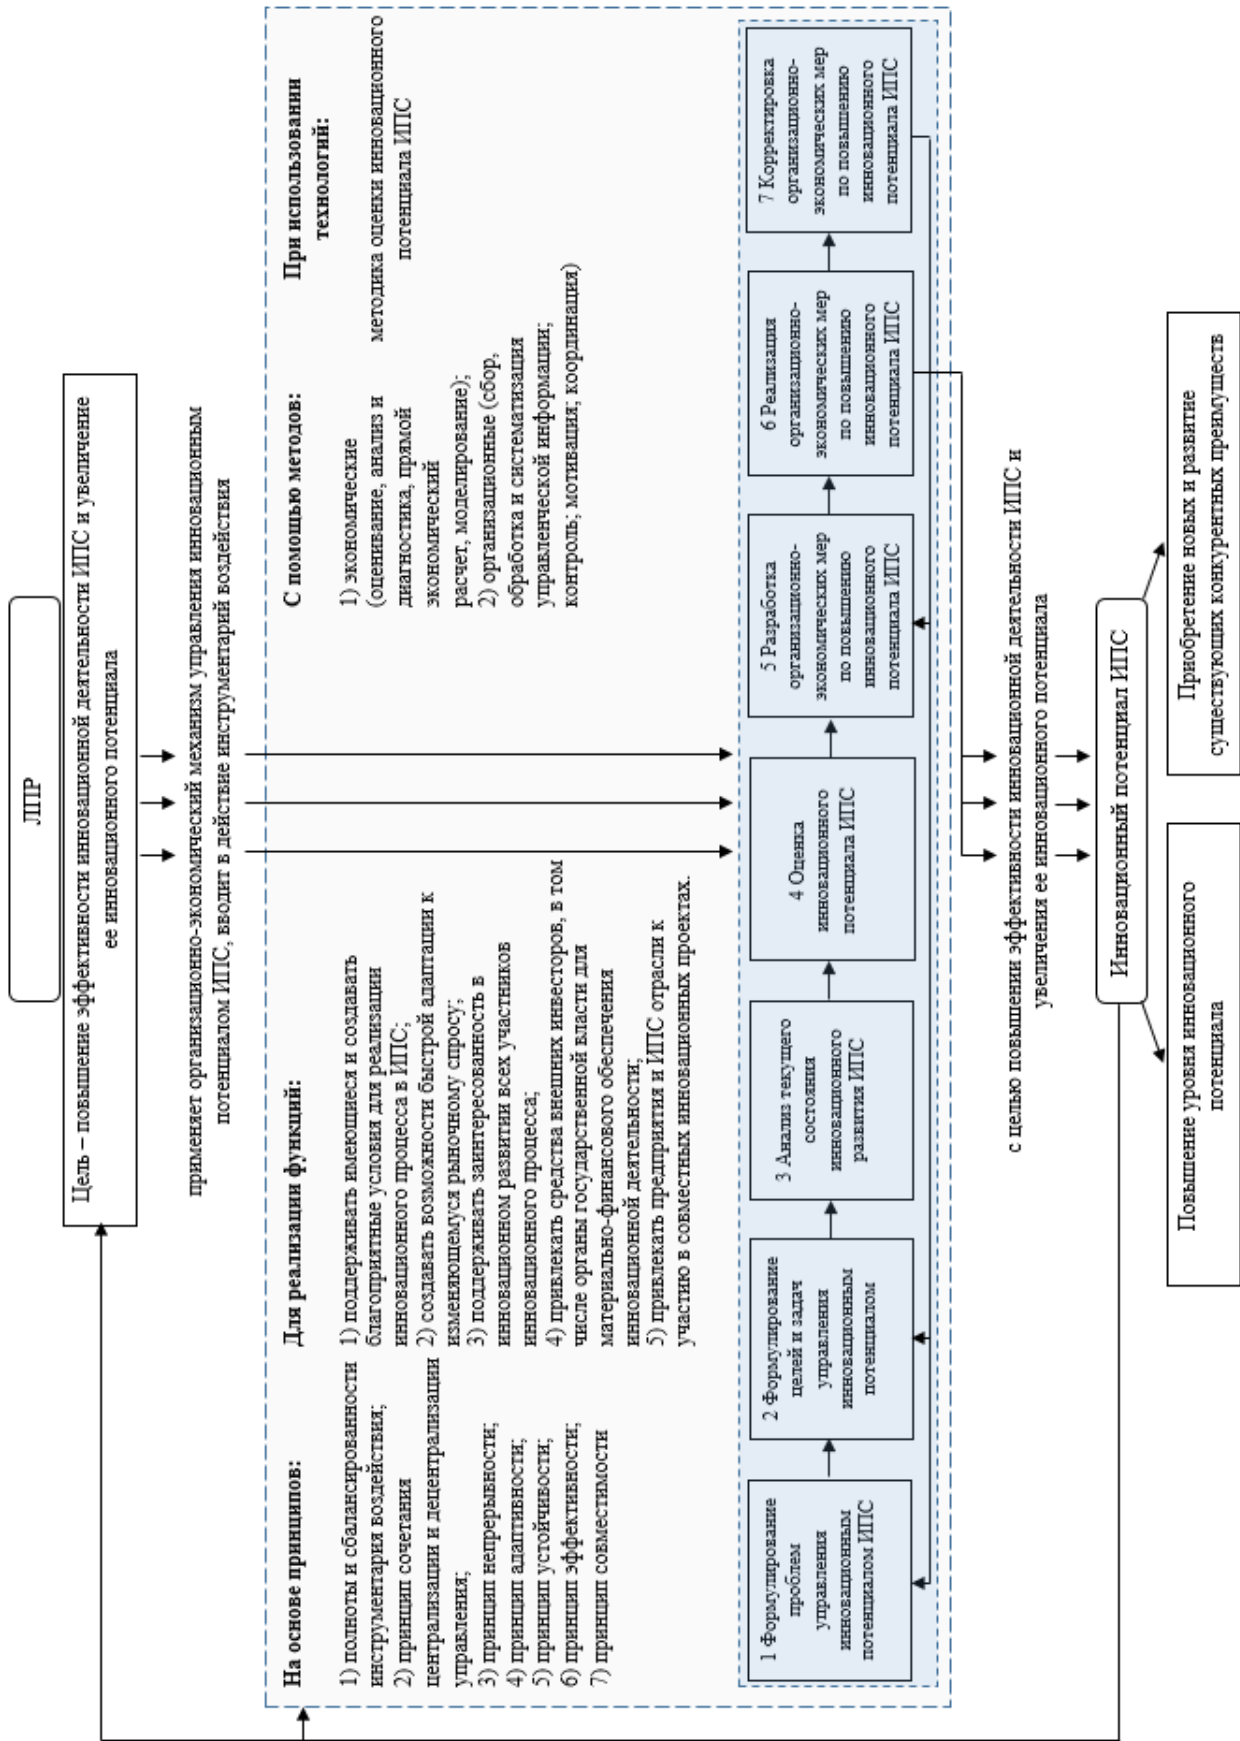 ЛПР
Цель – повышение эффективности инновационной деятельности ИПС и увеличение
ее инновационного потенциала
применяет организационно-экономический механизм управления инновационным
потенциалом ИПС, вводит в действие инструментарий воздействия
На основе принципов:
1) полноты и сбалансированности
инструментария воздействия;
2) принцип сочетания
централизации и децентрализации
управления;
3) принцип непрерывности;
4) принцип адаптивности;
5) принцип устойчивости;
6) принцип эффективности;
7) принцип совместимости
Для реализации функций:
1) поддерживать имеющиеся и создавать
благоприятные условия для реализации
инновационного процесса в ИПС;
2) создавать возможности быстрой адаптации к
изменяющемуся рыночному спросу;
3) поддерживать заинтересованность в
инновационном развитии всех участников
инновационного процесса;
4) привлекать средства внешних инвесторов, в том
числе органы государственной власти для
материально-финансового обеспечения
инновационной деятельности;
5) привлекать предприятия и ИПС отрасли к
участию в совместных инновационных проектах.
С помощью методов:
1) экономические
(оценивание, анализ и
диагностика, прямой
экономический
расчет, моделирование);
2) организационные (сбор,
обработка и систематизация
управленческой информации;
контроль; мотивация; координация)
При использовании
технологий:
методика оценки инновационного
потенциала ИПС
1 Формулирование
проблем
управления
инновационным
потенциалом ИПС
2 Формулирование
целей и задач
управления
инновационным
потенциалом
3 Анализ текущего
состояния
инновационного
развития ИПС
4 Оценка
инновационного
потенциала ИПС
5 Разработка
организационно-
экономических мер
по повышению
инновационного
потенциала ИПС
6 Реализация
организационно-
экономических мер
по повышению
инновационного
потенциала ИПС
7 Корректировка
организационно-
экономических мер
по повышению
инновационного
потенциала ИПС
с целью повышении эффективности инновационной деятельности ИПС и
увеличения ее инновационного потенциала
Инновационный потенциал ИПС
Повышение уровня инновационного
потенциала
Приобретение новых и развитие
существующих конкурентных преимуществ